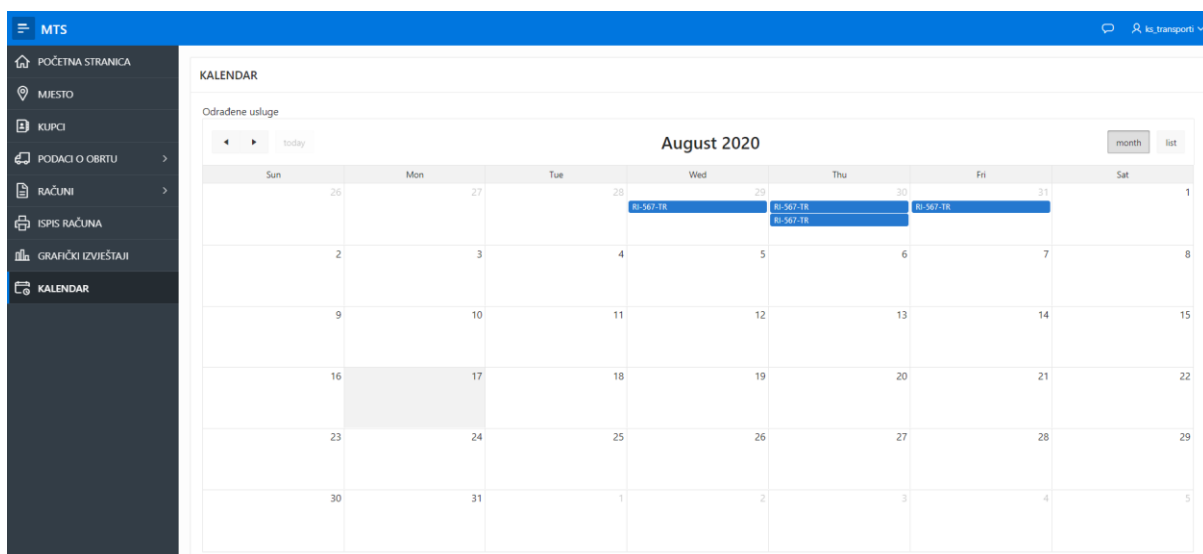 MTS
ks_transporti
POČETNA STRANICA
MJESTO
KUPCI
PODACI O OBRTU
RAČUNI
ISPIS RAČUNA
GRAFIČKI IZVJEŠTAJI
KALENDAR
KALENDAR
Odrađene usluge
today
August 2020
month list
Sun Mon Tue Wed Thu Fri Sat
26 27 28 29 30 31 1
RI-567-TR RI-567-TR RI-567-TR
RI-567-TR
2 3 4 5 6 7 8
9 10 11 12 13 14 15
16 17 18 19 20 21 22
23 24 25 26 27 28 29
30 31 1 2 3 4 5